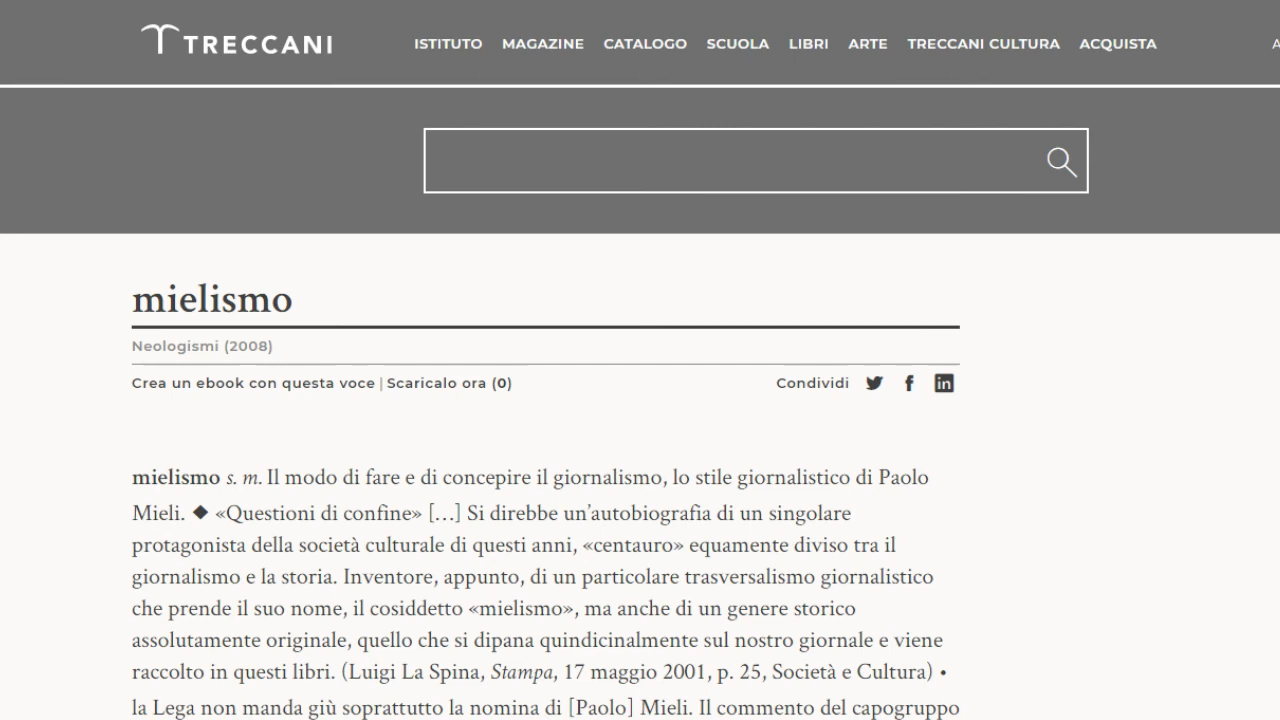 TRECCANI
ISTITUTO MAGAZINE CATALOGO SCUOLA LIBRI ARTE TRECCANI CULTURA ACQUISTA
mielismo
Neologismi (2008)
Crea un ebook con questa voce | Scaricalo ora (0)
Condividi
mielismo s. m. Il modo di fare e di concepire il giornalismo, lo stile giornalistico di Paolo
Mieli. ◆ «Questioni di confine» […] Si direbbe un’autobiografia di un singolare
protagonista della società culturale di questi anni, «centauro» equamente diviso tra il
giornalismo e la storia. Inventore, appunto, di un particolare trasversalismo giornalistico
che prende il suo nome, il cosiddetto «mielismo», ma anche di un genere storico
assolutamente originale, quello che si dipana quindicinalmente sul nostro giornale e viene
raccolto in questi libri. (Luigi La Spina, Stampa, 17 maggio 2001, p. 25, Società e Cultura) •
la Lega non manda giù soprattutto la nomina di [Paolo] Mieli. Il commento del capogruppo